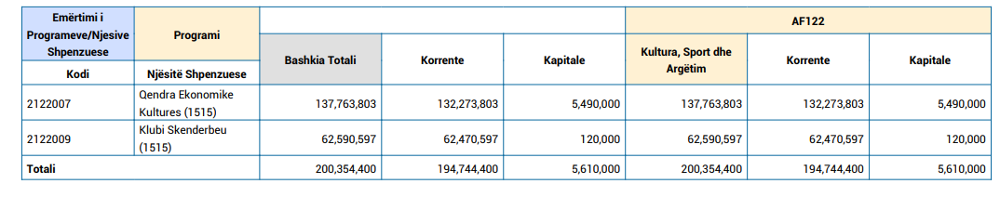 Emërtimi i
Programeve/Njesive
Shpenzuese
Programi
AF122
Bashkia Totali
Korrente
Kapitale
Kultura, Sport dhe
Argëtim
Korrente
Kapitale
Kodi
Njësitë Shpenzuese
2122007
Qendra Ekonomike
Kultures (1515)
137,763,803
132,273,803
5,490,000
137,763,803
132,273,803
5,490,000
2122009
Klubi Skenderbeu
(1515)
62,590,597
62,470,597
120,000
62,590,597
62,470,597
120,000
Totali
200,354,400
194,744,400
5,610,000
200,354,400
194,744,400
5,610,000